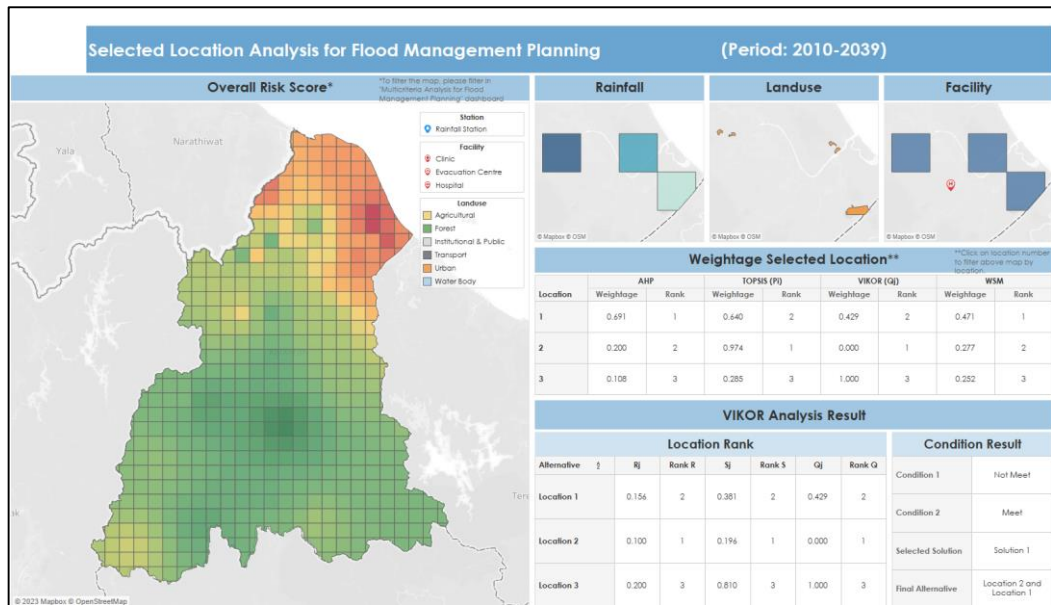 Selected Location Analysis for Flood Management Planning (Period: 2010-2039)
Overall Risk Score*
*To filter the map, please filter in
"Multicriteria Analysis for Flood
Management Planning" dashboard
Yala
Narathiwat
Station
Rainfall Station
Facility
Clinic
Evacuation Centre
Hospital
Landuse
Agricultural
Forest
Institutional & Public
Transport
Urban
Water Body
© 2023 Mapbox © OpenStreetMap
Rainfall
© Mapbox © OSM
Landuse
© Mapbox © OSM
Facility
© Mapbox © OSM
Weightage Selected Location**
**Click on location number
to filter above map by
location.
AHP TOPSIS (Pi) VIKOR (Qj) WSM
Location Weightage Rank Weightage Rank Weightage Rank Weightage Rank
1 0.691 1 0.640 2 0.429 2 0.471 1
2 0.200 2 0.974 1 0.000 1 0.277 2
3 0.108 3 0.285 3 1.000 3 0.252 3
VIKOR Analysis Result
Location Rank
Alternative Rj Rank R Sj Rank S Qj Rank Q
Location 1 0.156 2 0.381 2 0.429 2
Location 2 0.100 1 0.196 1 0.000 1
Location 3 0.200 3 0.810 3 1.000 3
Condition Result
Condition 1 Not Meet
Condition 2 Meet
Selected Solution Solution 1
Final Alternative Location 2 and
Location 1